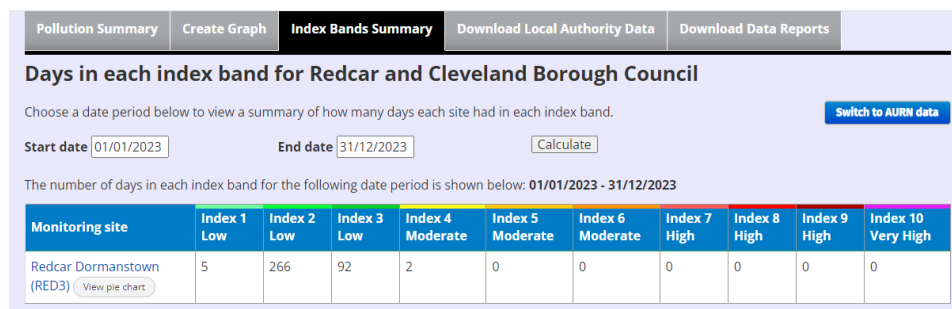 Pollution Summary Create Graph Index Bands Summary Download Local Authority Data Download Data Reports
Days in each index band for Redcar and Cleveland Borough Council
Choose a date period below to view a summary of how many days each site had in each index band.
Switch to AURN data
Start date 01/01/2023 End date 31/12/2023 Calculate
The number of days in each index band for the following date period is shown below: 01/01/2023 - 31/12/2023
Monitoring site Index 1 Low Index 2 Low Index 3 Low Index 4 Moderate Index 5 Moderate Index 6 Moderate Index 7 High Index 8 High Index 9 High Index 10 Very High
Redcar Dormanstown 5 266 92 2 0 0 0 0 0 0
(RED3) View pie chart